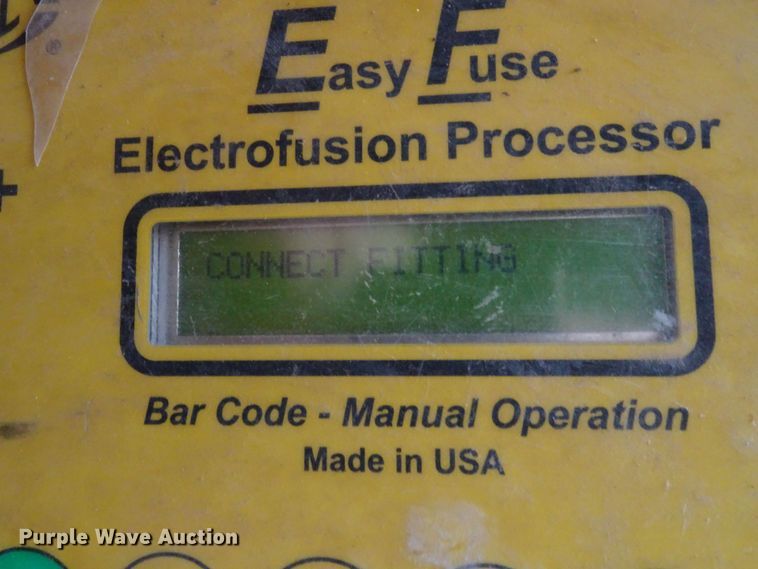 Easy Fuse
Electrofusion Processor
CONNECT FITTING
Bar Code - Manual Operation
Made in USA
Purple Wave Auction